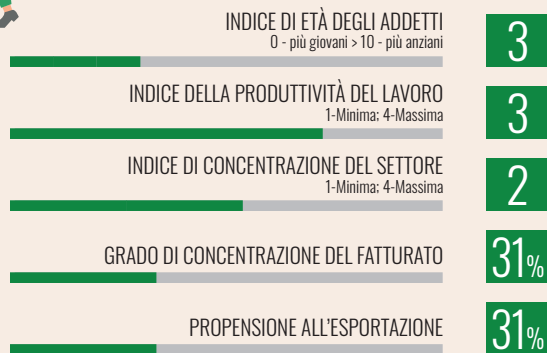 INDICE DI ETÀ DEGLI ADDETTI
0 - più giovani > 10 - più anziani
3
INDICE DELLA PRODUTTIVITÀ DEL LAVORO
1-Minima; 4-Massima
3
INDICE DI CONCENTRAZIONE DEL SETTORE
1-Minima; 4-Massima
2
GRADO DI CONCENTRAZIONE DEL FATTURATO
31%
PROPENSIONE ALL'ESPORTAZIONE
31%